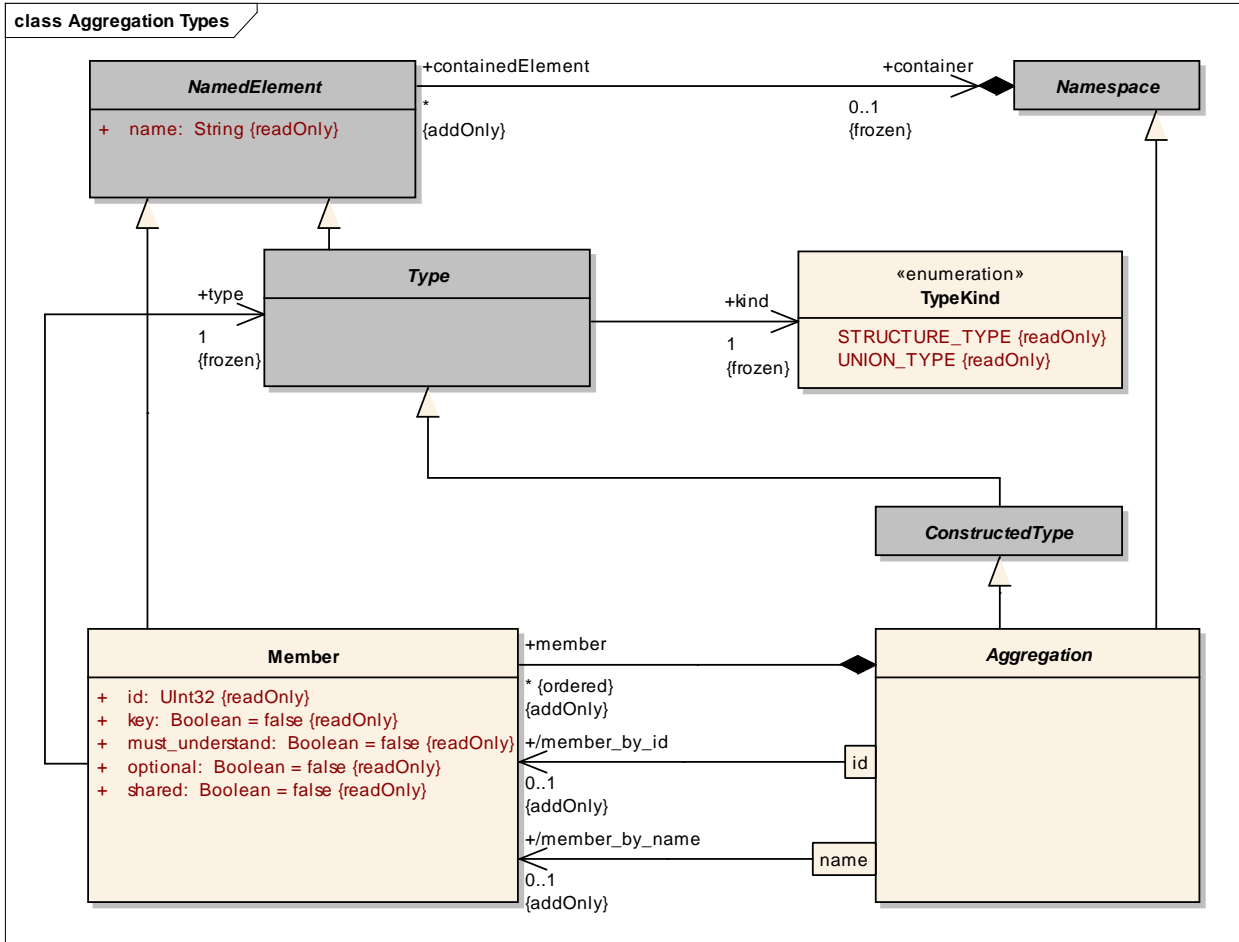 class Aggregation Types
NamedElement
+ name: String {readOnly}
+containedElement
*
{addOnly}
+container
0..1
{frozen}
Namespace
Type
+type
1
{frozen}
+kind
1
{frozen}
«enumeration»
TypeKind
STRUCTURE_TYPE {readOnly}
UNION_TYPE {readOnly}
ConstructedType
Member
+ id: UInt32 {readOnly}
+ key: Boolean = false {readOnly}
+ must_understand: Boolean = false {readOnly}
+ optional: Boolean = false {readOnly}
+ shared: Boolean = false {readOnly}
+member
* {ordered}
{addOnly}
+/member_by_id
0..1
{addOnly}
+/member_by_name
0..1
{addOnly}
id
name
Aggregation